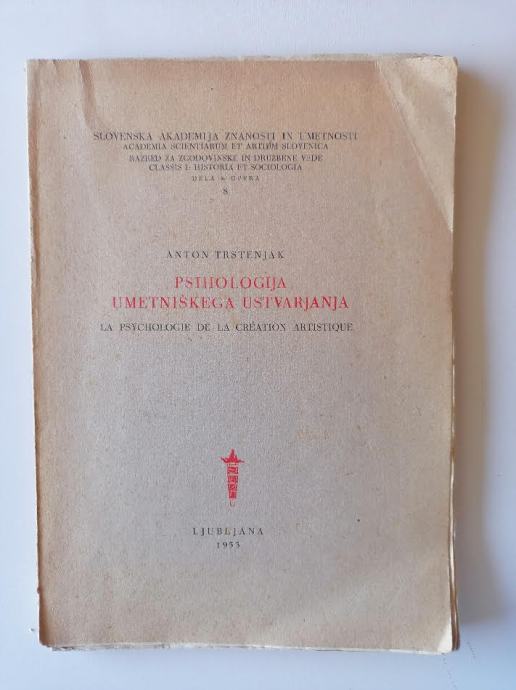 SLOVENSKA AKADEMIJA ZNANOSTI IN UMETNOSTI
ACADEMIA SCIENTIARUM ET ARTIUM SLOVENICA
RAZRED ZA ZGODOVINSKE IN DRUŽBENE VEDE
CLASSIS I: HISTORIA ET SOCIOLOGIA
DELA * OPERA
8
ANTON TRSTENJAK
PSIHOLOGIJA
UMETNIŠKEGA USTVARJANJA
LA PSYCHOLOGIE DE LA CRÉATION ARTISTIQUE
LJUBLJANA
1953